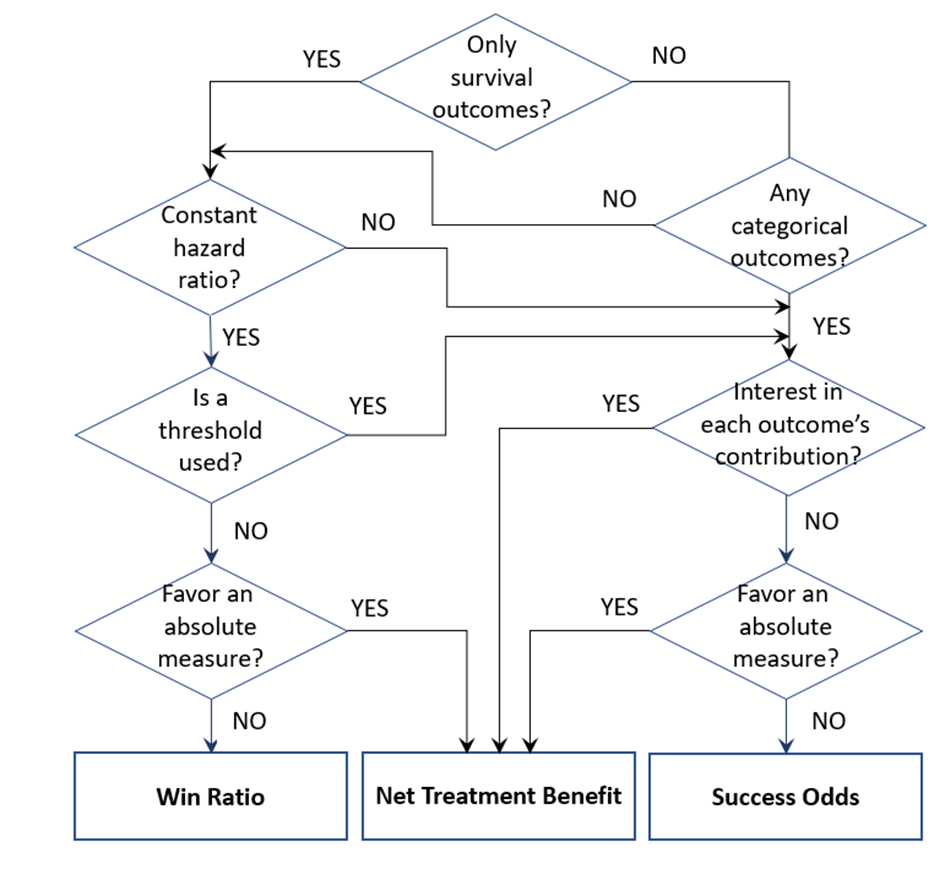 Only
survival
outcomes?
YES
NO
Any
categorical
outcomes?
NO
YES
Constant
hazard
ratio?
NO
YES
Is a
threshold
used?
YES
NO
Interest in
each outcome’s
contribution?
YES
NO
Favor an
absolute
measure?
YES
NO
Favor an
absolute
measure?
YES
NO
Win Ratio
Net Treatment Benefit
Success Odds